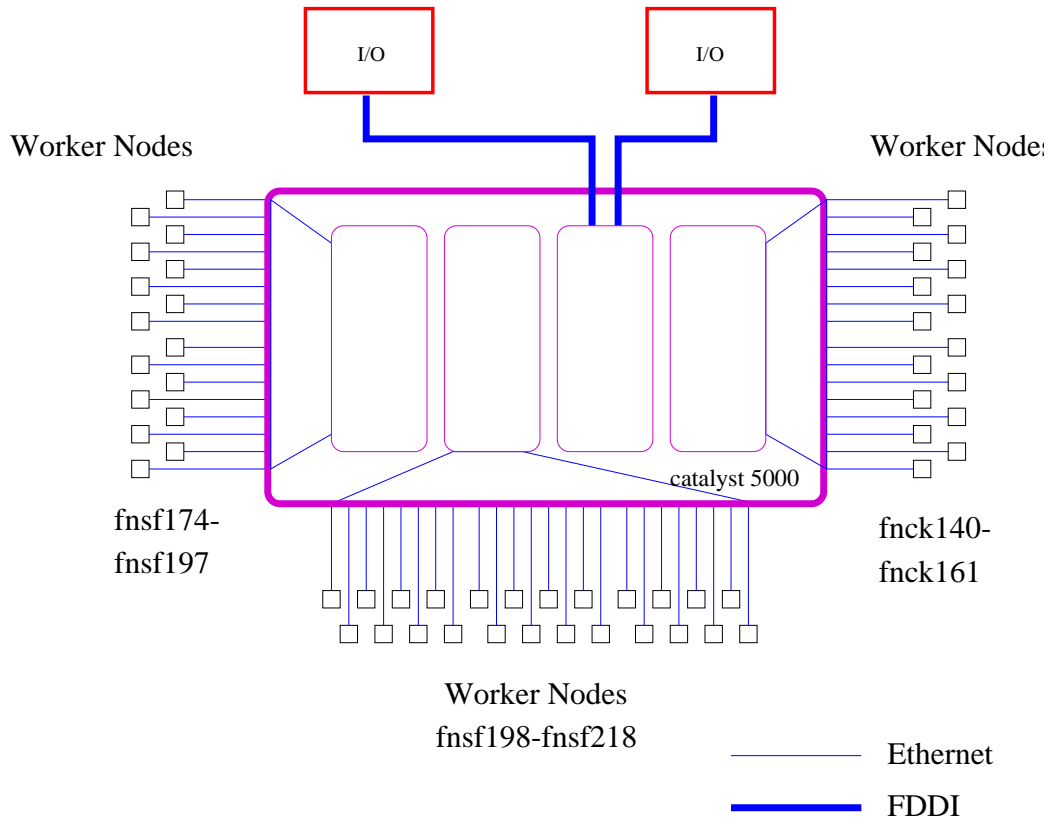 I/O
I/O
Worker Nodes
Worker Nodes
catalyst 5000
fnsf174-
fnsf197
fnck140-
fnck161
Worker Nodes
fnsf198-fnsf218
Ethernet
FDDI